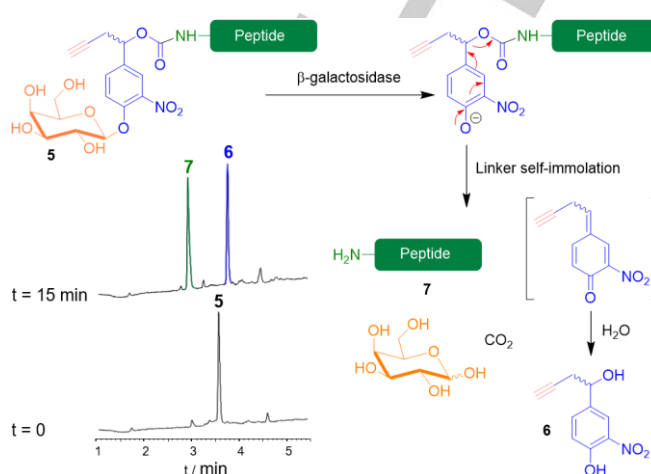 O
NH
Peptide
O
NO2
OH
OH
O
HO
OH
O
5
β-galactosidase
O
NH
Peptide
O
NO2
O
⊖
Linker self-immolation
7
6
t = 15 min
5
t = 0
1 2 3 4 5
t / min
H2N
Peptide
7
OH
OH
O
HO
OH
OH
CO2
NO2
O
H2O
OH
6
NO2
OH